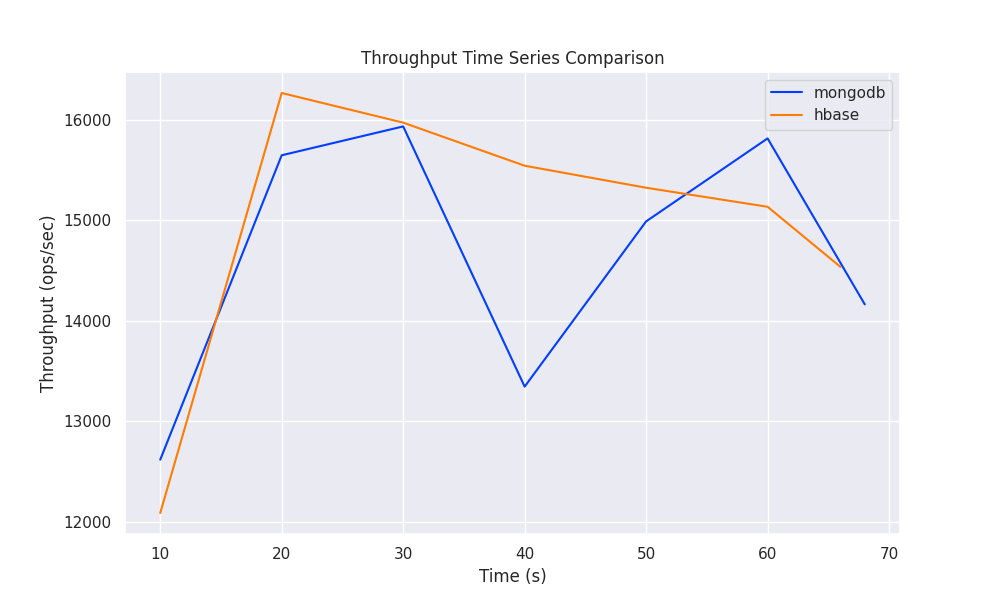 Throughput Time Series Comparison
mongodb
hbase
16000
15000
14000
13000
12000
Throughput (ops/sec)
10 20 30 40 50 60 70
Time (s)